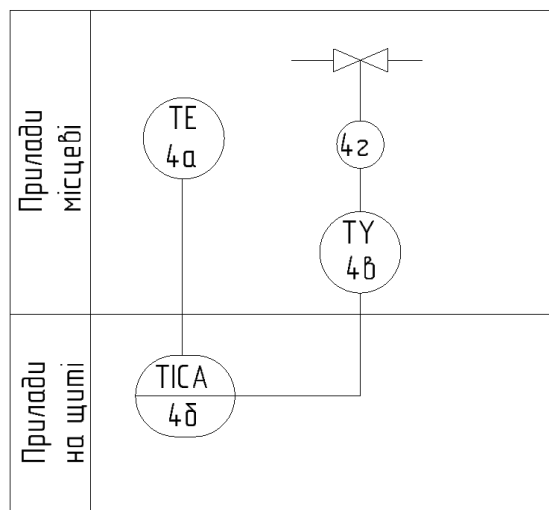 Прилади
місцеві
TE
4а
4г
TY
4в
Прилади
на щиті
TICA
4б